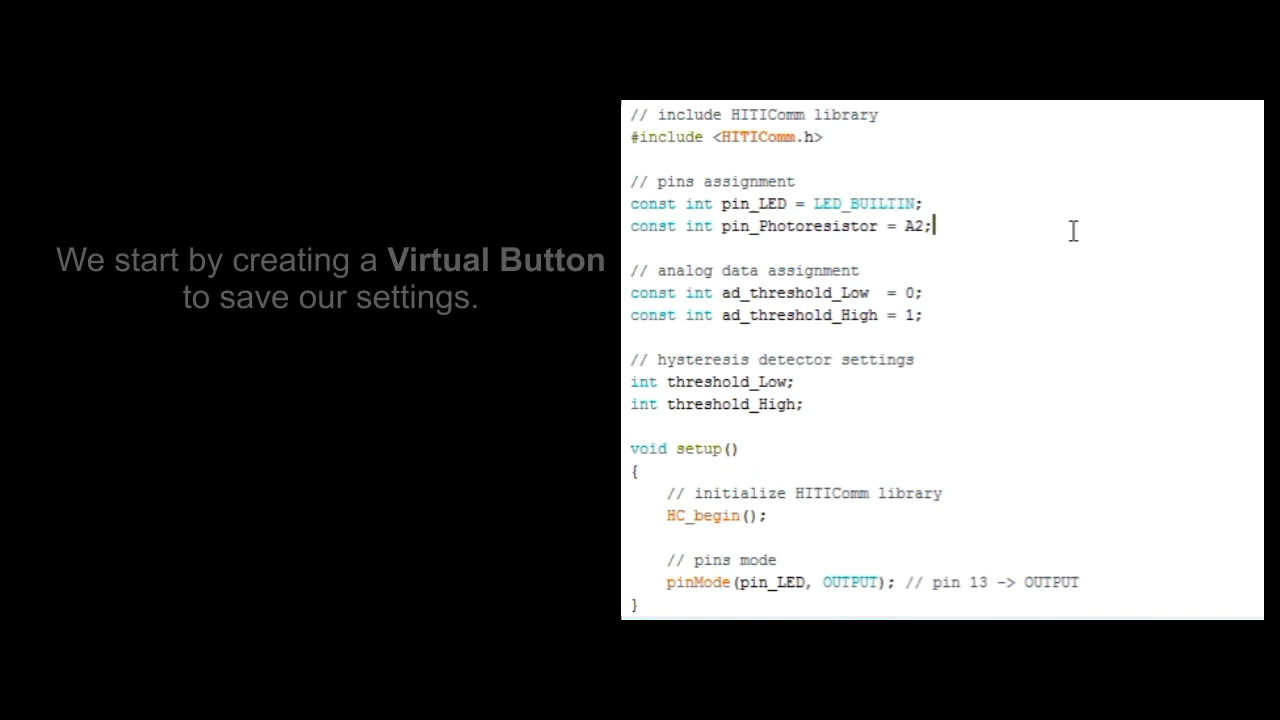 We start by creating a Virtual Button
to save our settings.
// include HITIComm library
#include <HITIComm.h>
// pins assignment
const int pin_LED = LED_BUILTIN;
const int pin_Photoresistor = A2;
// analog data assignment
const int ad_threshold_Low  = 0;
const int ad_threshold_High = 1;
// hysteresis detector settings
int threshold_Low;
int threshold_High;
void setup()
{
    // initialize HITIComm library
    HC_begin();
    // pins mode
    pinMode(pin_LED, OUTPUT); // pin 13 -> OUTPUT
}